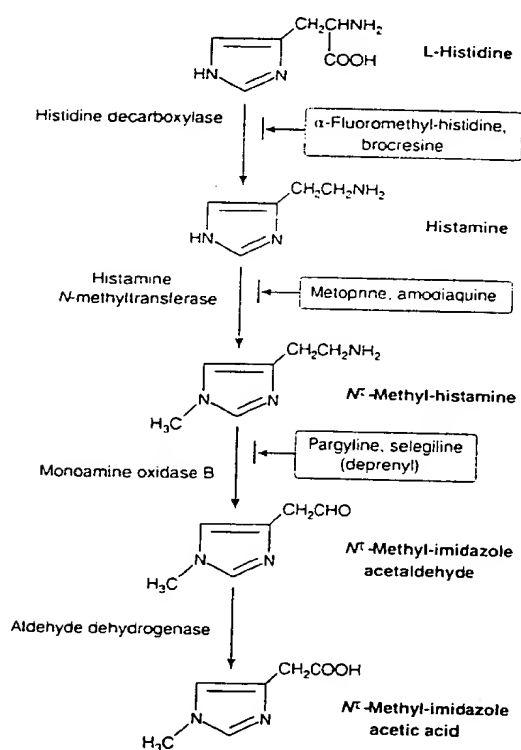 CH₂CHNH₂
COOH
HN
N
L-Histidine
Histidine decarboxylase
α-Fluoromethyl-histidine,
brocresine
CH₂CH₂NH₂
HN
N
Histamine
Histamine
N-methyltransferase
Metoprine, amodiaquine
CH₂CH₂NH₂
N
N
H₃C
Nτ-Methyl-histamine
Monoamine oxidase B
Pargyline, selegiline
(deprenyl)
CH₂CHO
N
N
H₃C
Nτ-Methyl-imidazole
acetaldehyde
Aldehyde dehydrogenase
CH₂COOH
N
N
H₃C
Nτ-Methyl-imidazole
acetic acid